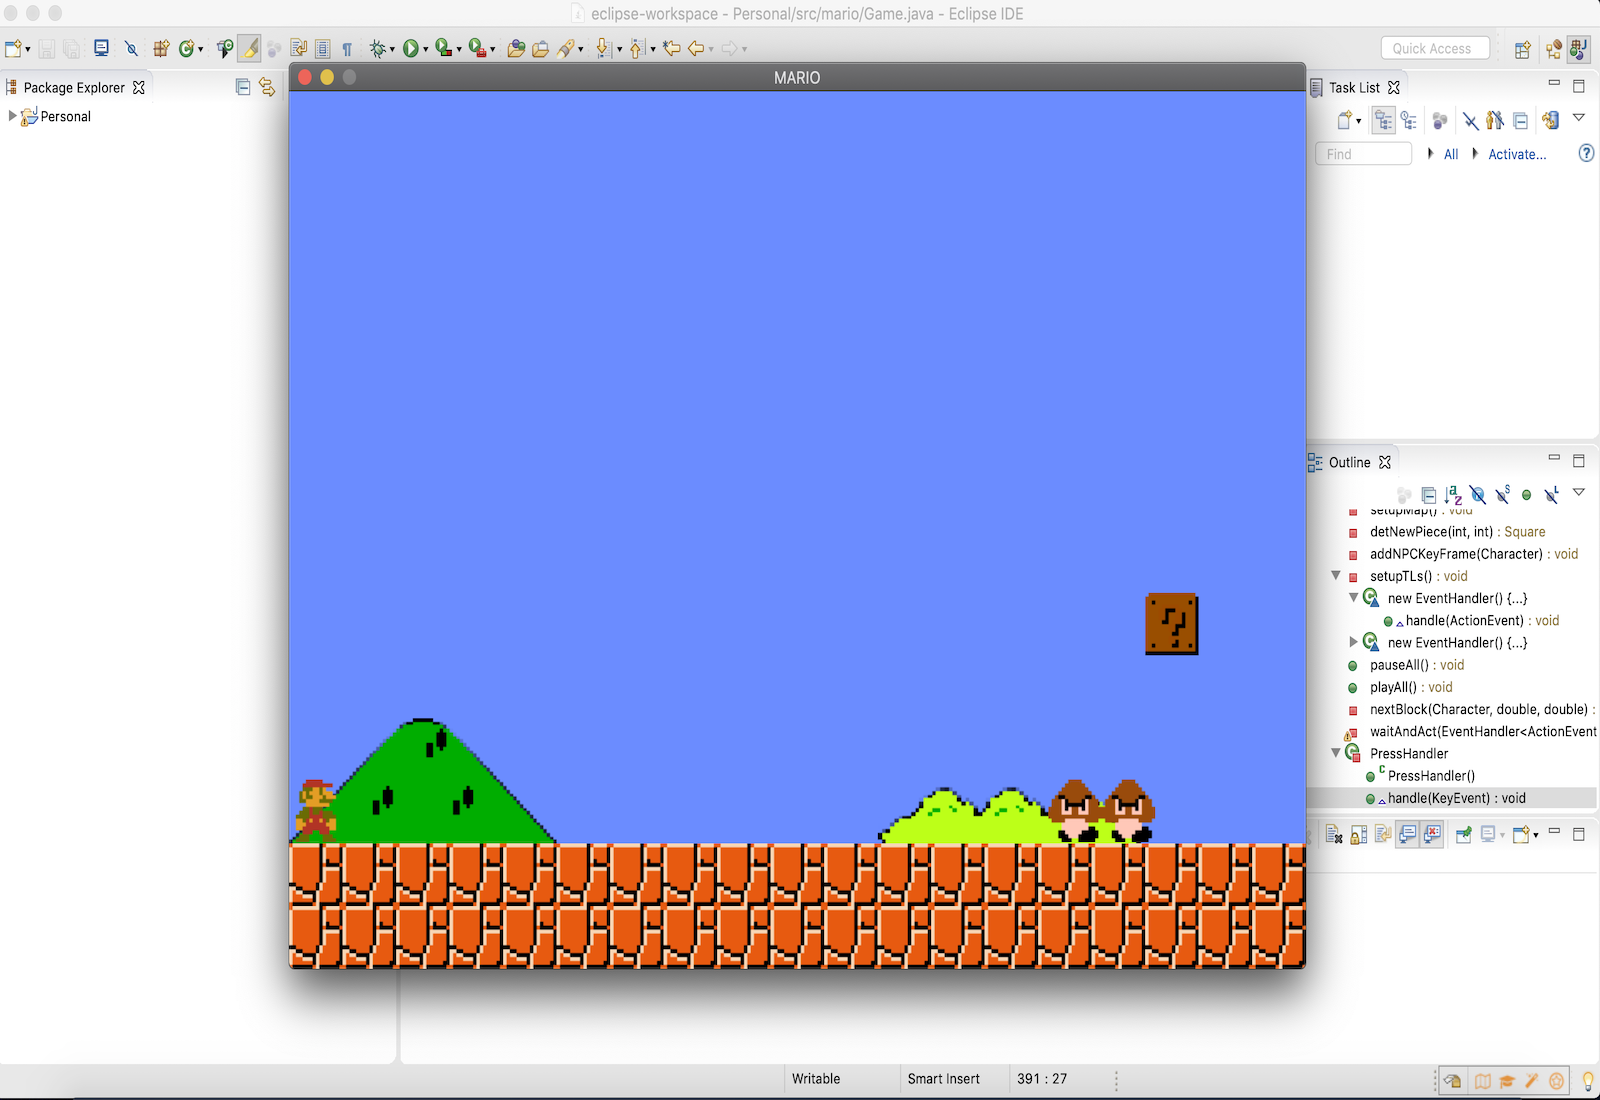 eclipse-workspace - Personal/src/mario/Game.java - Eclipse IDE
Quick Access
Package Explorer
Personal
MARIO
Task List
Find
All
Activate...
Outline
setupMap() : void
detNewPiece(int, int) : Square
addNPCKeyFrame(Character) : void
setupTLs() : void
new EventHandler() {...}
handle(ActionEvent) : void
new EventHandler() {...}
pauseAll() : void
playAll() : void
nextBlock(Character, double, double) :
waitAndAct(EventHandler<ActionEvent
PressHandler
PressHandler()
handle(KeyEvent) : void
Writable
Smart Insert
391 : 27